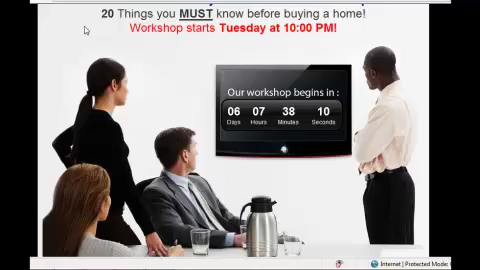 20 Things you MUST know before buying a home!
Workshop starts Tuesday at 10:00 PM!
Our workshop begins in :
06 07 38 10
Days Hours Minutes Seconds
Internet | Protected Mode: